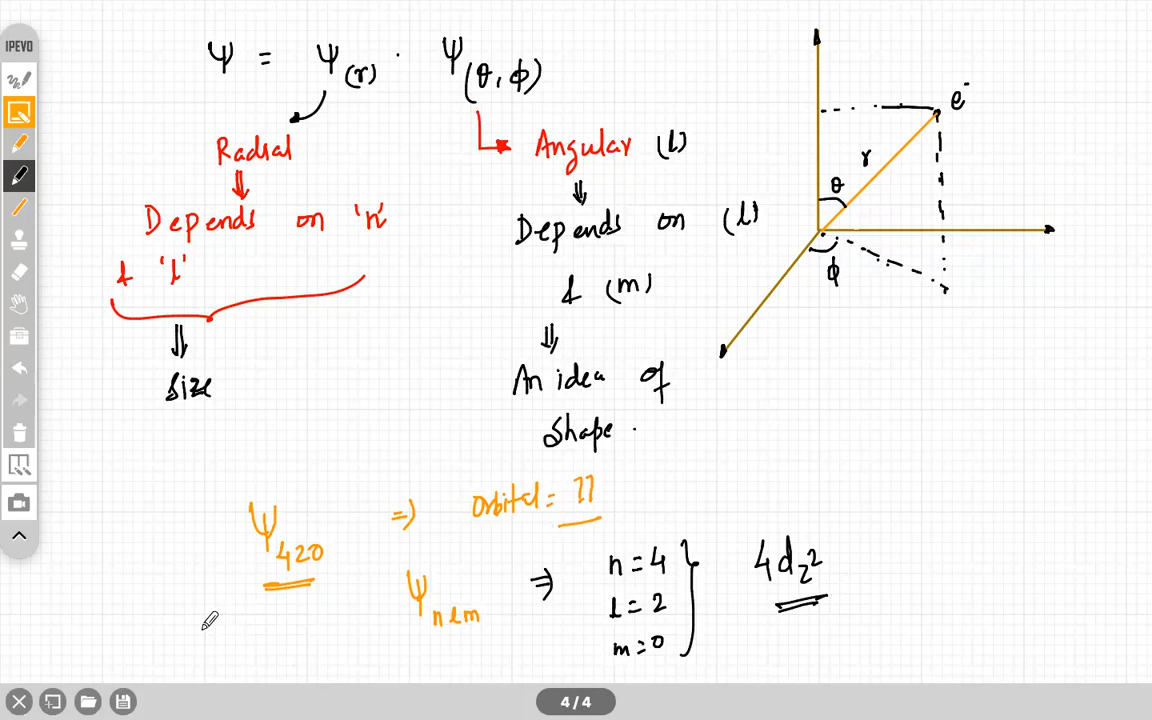 IPEVO
Ψ = Ψ(r) · Ψ(θ, ϕ)
Radial
Depends on 'n'
& 'l'
Size
Angular (l)
Depends on (l)
& (m)
An idea of
Shape .
e⁻
r
θ
ϕ
Ψ420 ⇒ Orbital = ??
Ψnlm ⇒ n = 4
l = 2
m = 0
4dz²
4 / 4